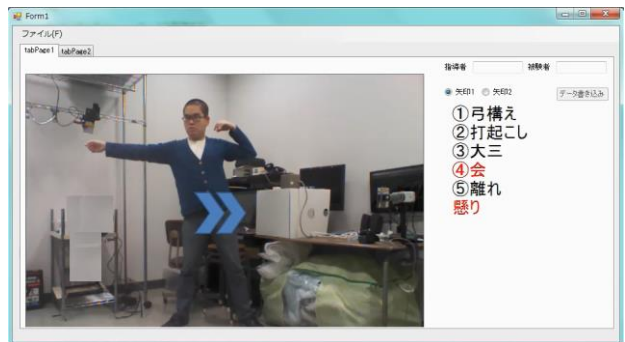 Form1
ファイル(F)
tabPage1 tabPage2
指導者 被験者
矢印1 矢印2 データ書き込み
①弓構え
②打起こし
③大三
④会
⑤離れ
懸り